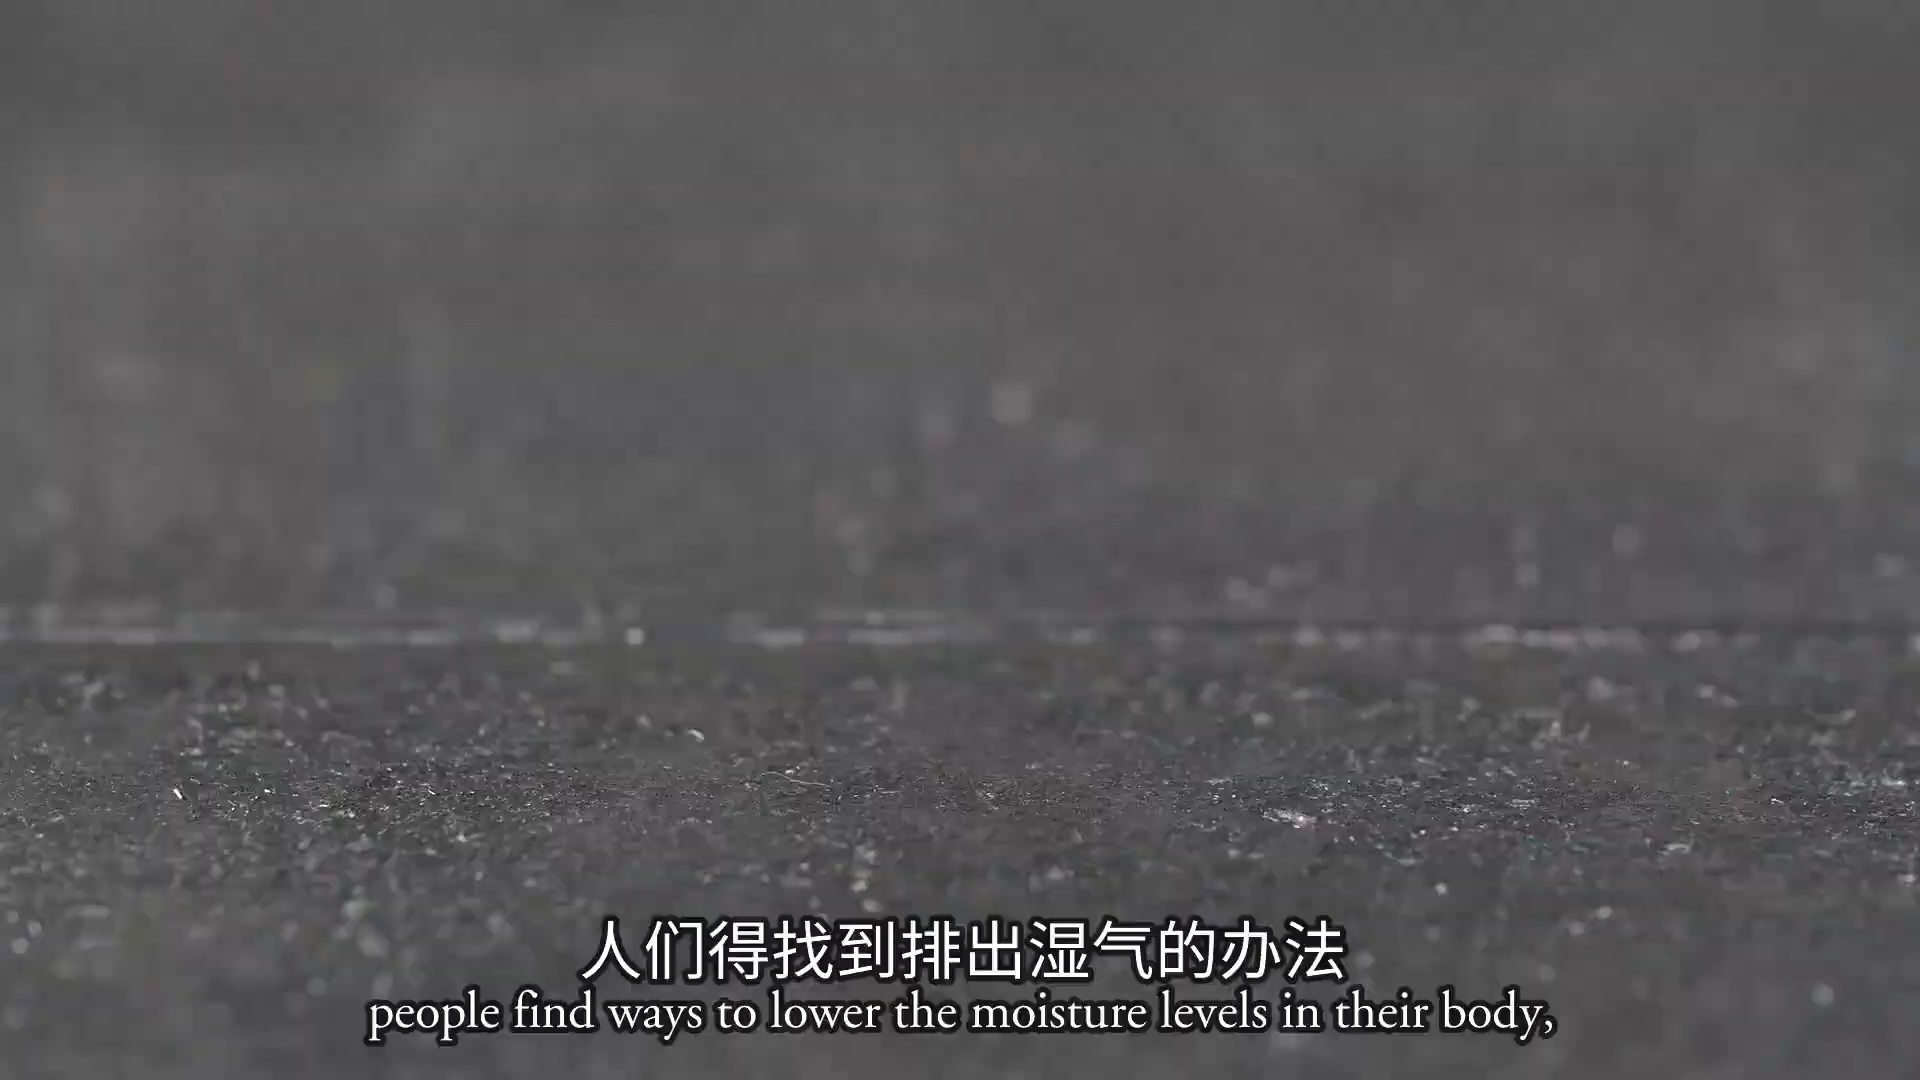 人们得找到排出湿气的办法
people find ways to lower the moisture levels in their body,